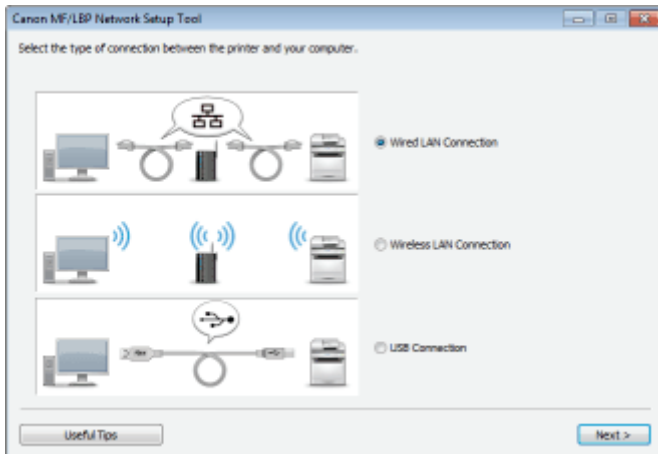 Canon MF/LBP Network Setup Tool
Select the type of connection between the printer and your computer.
Wired LAN Connection
Wireless LAN Connection
USB Connection
Useful Tips
Next >